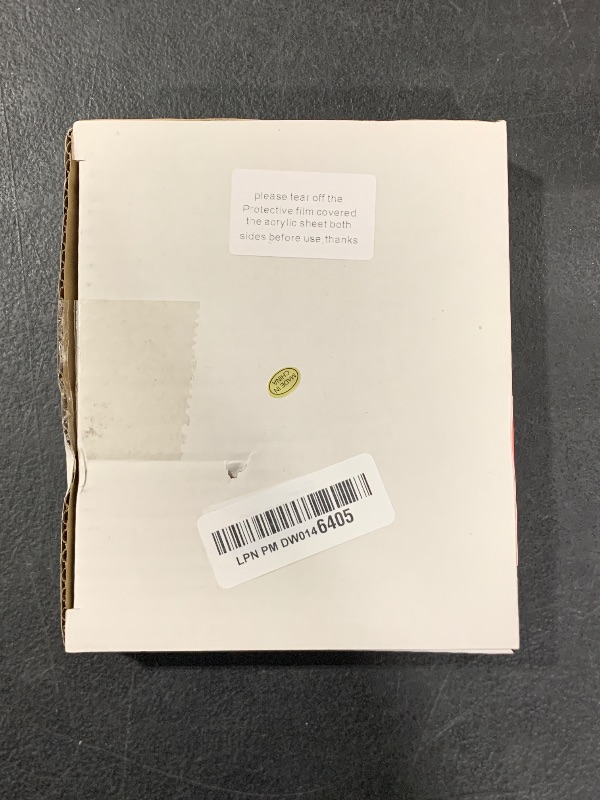 please tear off the
Protective film covered
the acrylic sheet both
sides before use,thanks
MADE IN
CHINA
LPN PM DW0146405